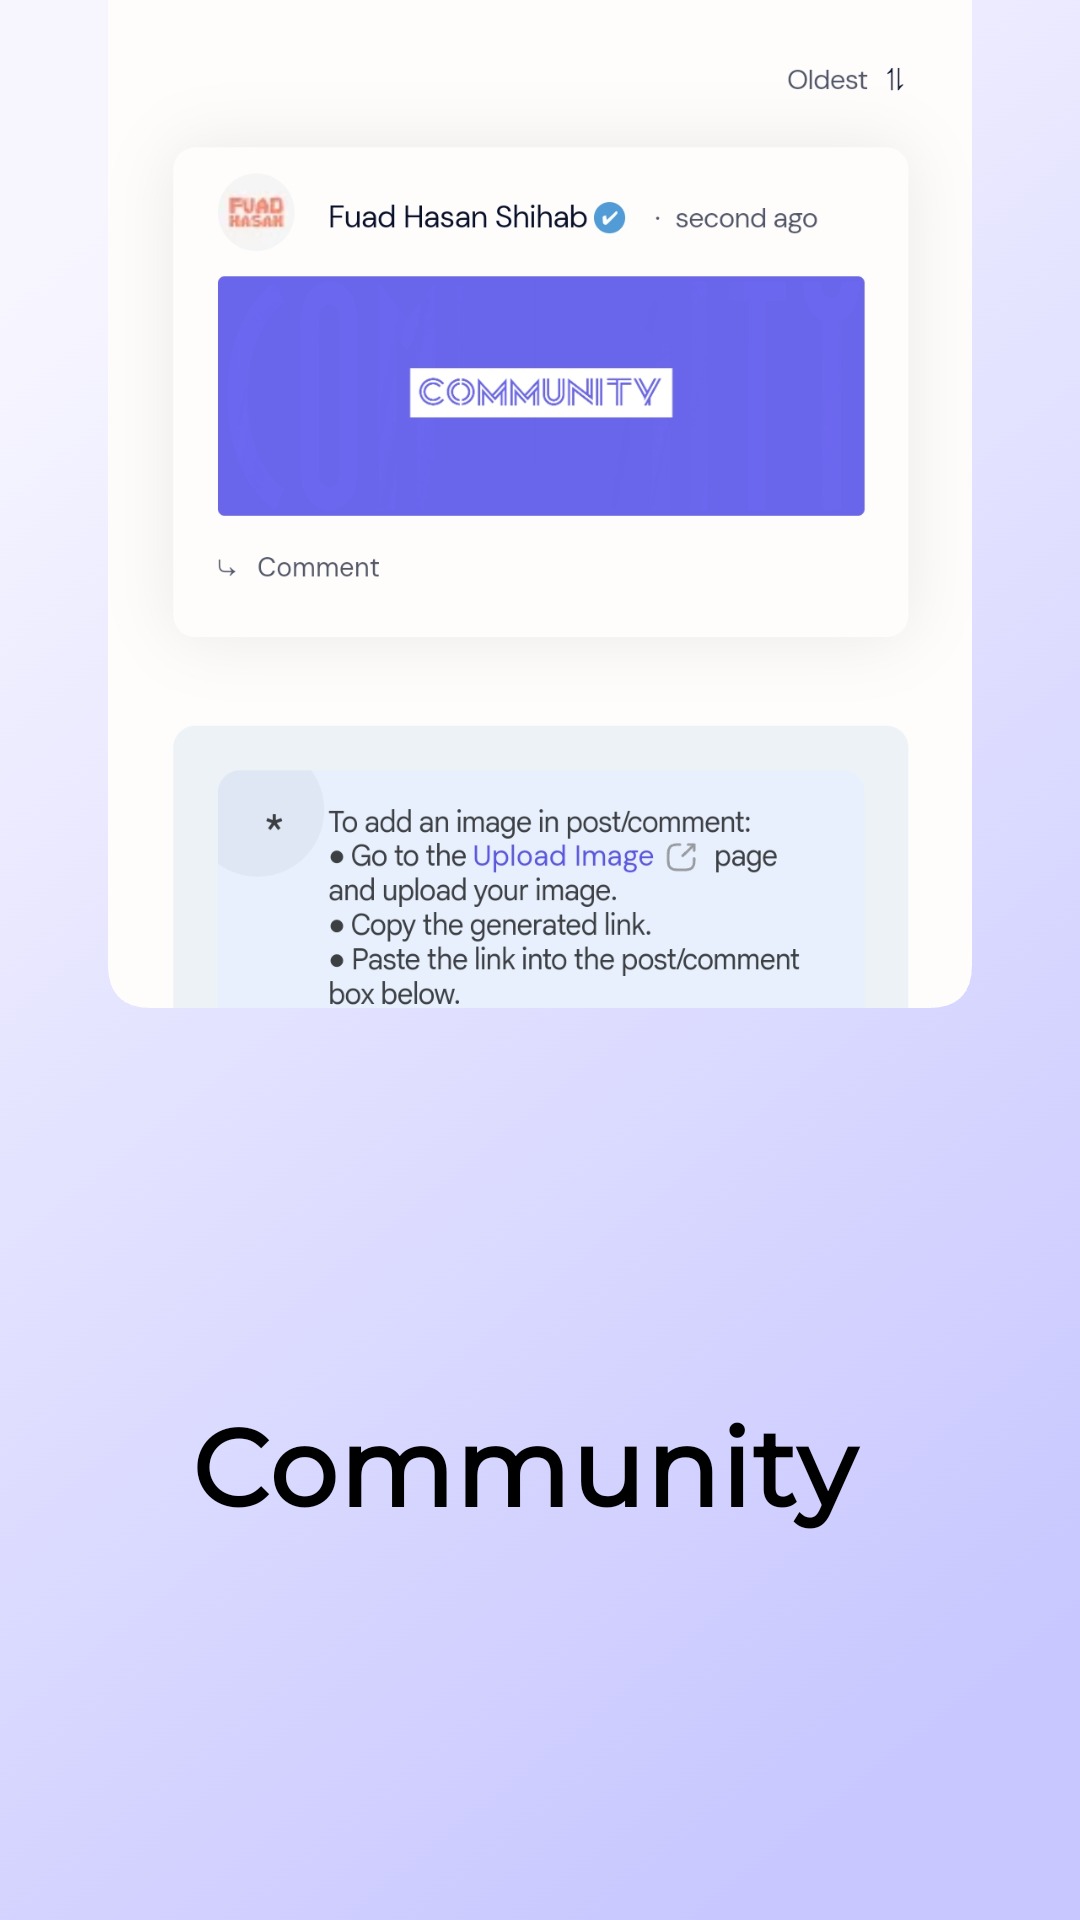 Oldest
FUAD
HASAN
Fuad Hasan Shihab · second ago
COMMUNITY
Comment
* To add an image in post/comment:
● Go to the Upload Image page
and upload your image.
● Copy the generated link.
● Paste the link into the post/comment
box below.
Community